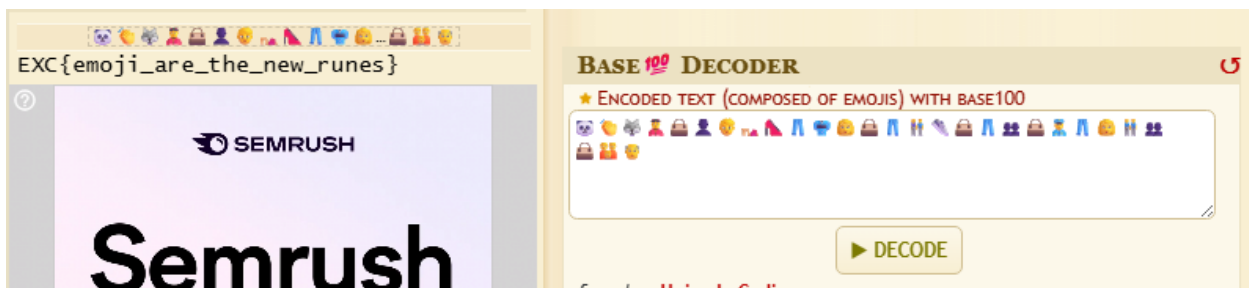 EXC{emoji_are_the_new_runes}
SEMRUSH
Semrush
BASE💯 DECODER
★ ENCODED TEXT (COMPOSED OF EMOJIS) WITH BASE100
▶ DECODE